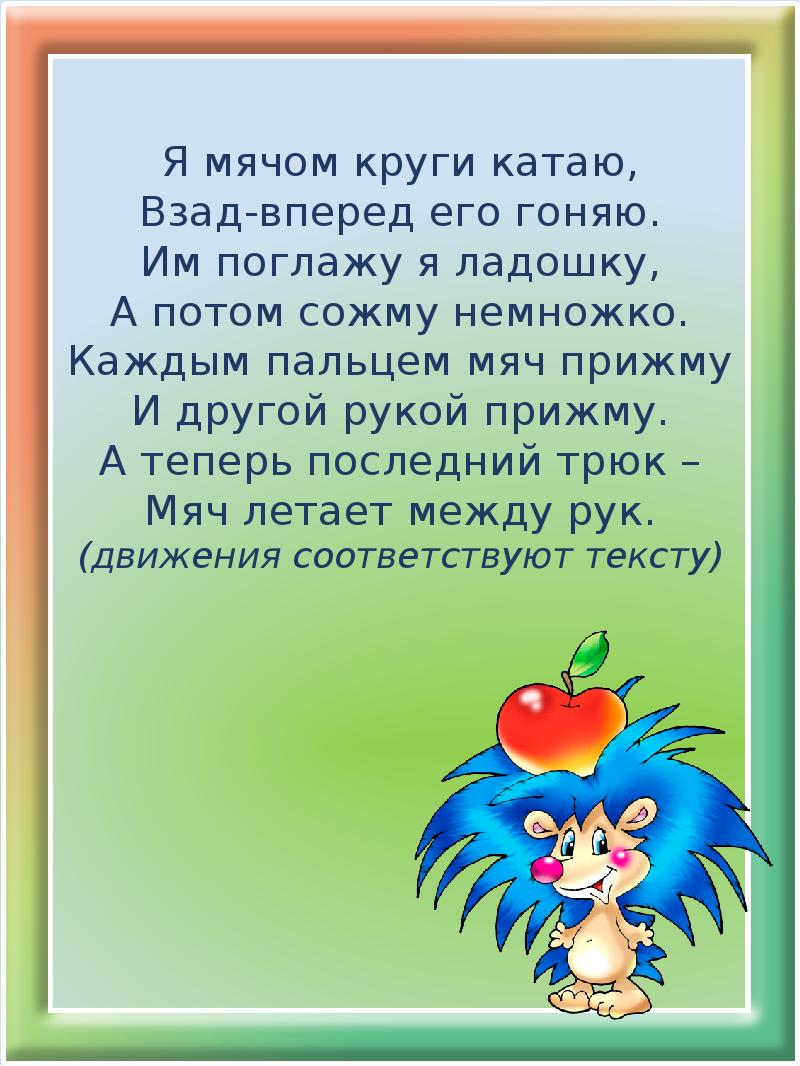 Я мячом круги катаю,
Взад-вперед его гоняю.
Им поглажу я ладошку,
А потом сожму немножко.
Каждым пальцем мяч прижму
И другой рукой прижму.
А теперь последний трюк –
Мяч летает между рук.
(движения соответствуют тексту)